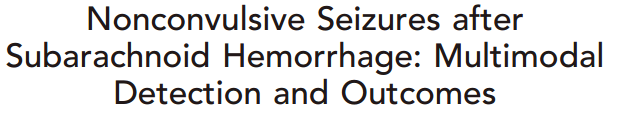 Nonconvulsive Seizures after
Subarachnoid Hemorrhage: Multimodal
Detection and Outcomes